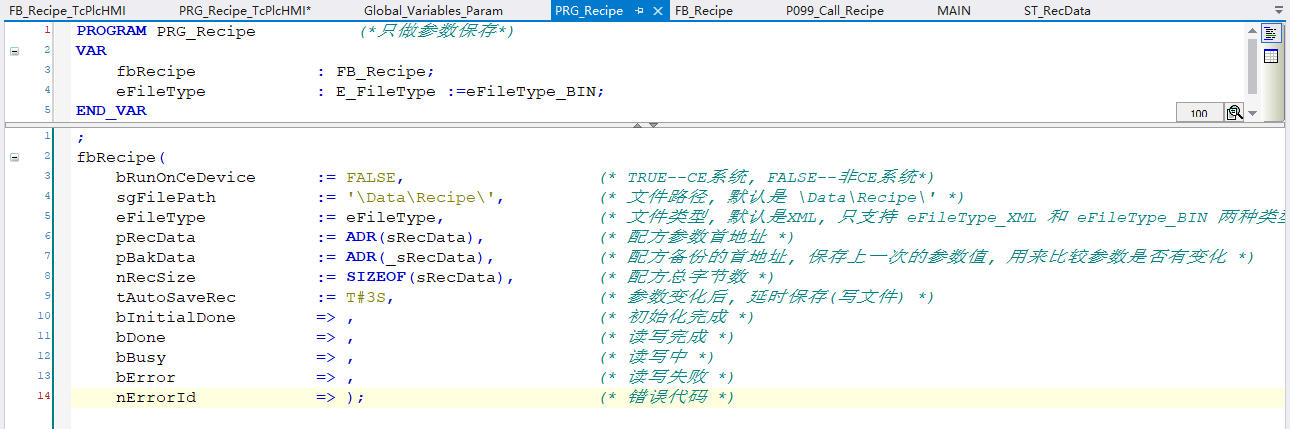 FB_Recipe_TcPlcHMI PRG_Recipe_TcPlcHMI* Global_Variables_Param PRG_Recipe FB_Recipe P099_Call_Recipe MAIN ST_RecData
1 PROGRAM PRG_Recipe (*只做参数保存*)
2 VAR
3 fbRecipe : FB_Recipe;
4 eFileType : E_FileType :=eFileType_BIN;
5 END_VAR
100
1 ;
2 fbRecipe(
3 bRunOnCeDevice := FALSE, (* TRUE--CE系统, FALSE--非CE系统*)
4 sgFilePath := '\Data\Recipe\', (* 文件路径, 默认是 \Data\Recipe\' *)
5 eFileType := eFileType, (* 文件类型, 默认是XML, 只支持 eFileType_XML 和 eFileType_BIN 两种类型
6 pRecData := ADR(sRecData), (* 配方参数首地址 *)
7 pBakData := ADR(_sRecData), (* 配方备份的首地址, 保存上一次的参数值, 用来比较参数是否有变化 *)
8 nRecSize := SIZEOF(sRecData), (* 配方总字节数 *)
9 tAutoSaveRec := T#3S, (* 参数变化后, 延时保存(写文件) *)
10 bInitialDone => , (* 初始化完成 *)
11 bDone => , (* 读写完成 *)
12 bBusy => , (* 读写中 *)
13 bError => , (* 读写失败 *)
14 nErrorId => ); (* 错误代码 *)